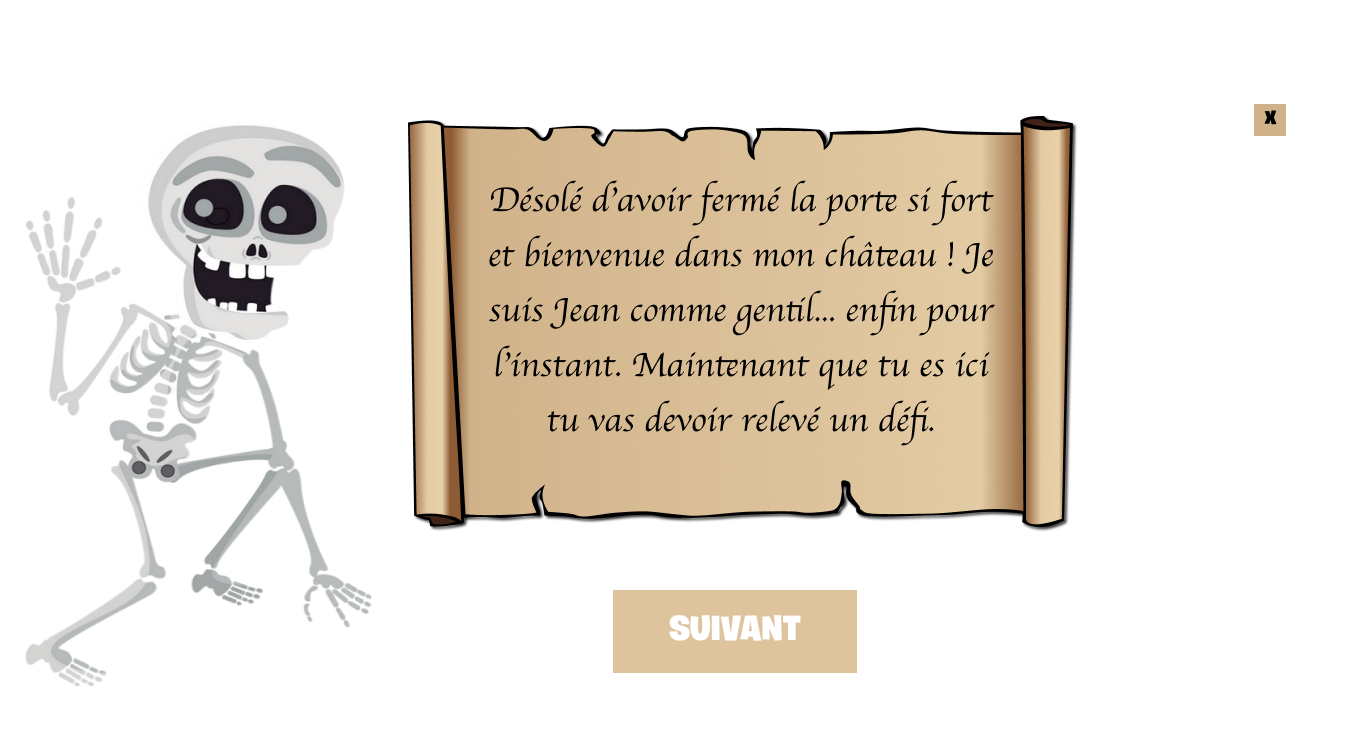 X
Désolé d'avoir fermé la porte si fort
et bienvenue dans mon château ! Je
suis Jean comme gentil... enfin pour
l'instant. Maintenant que tu es ici
tu vas devoir relevé un défi.
SUIVANT